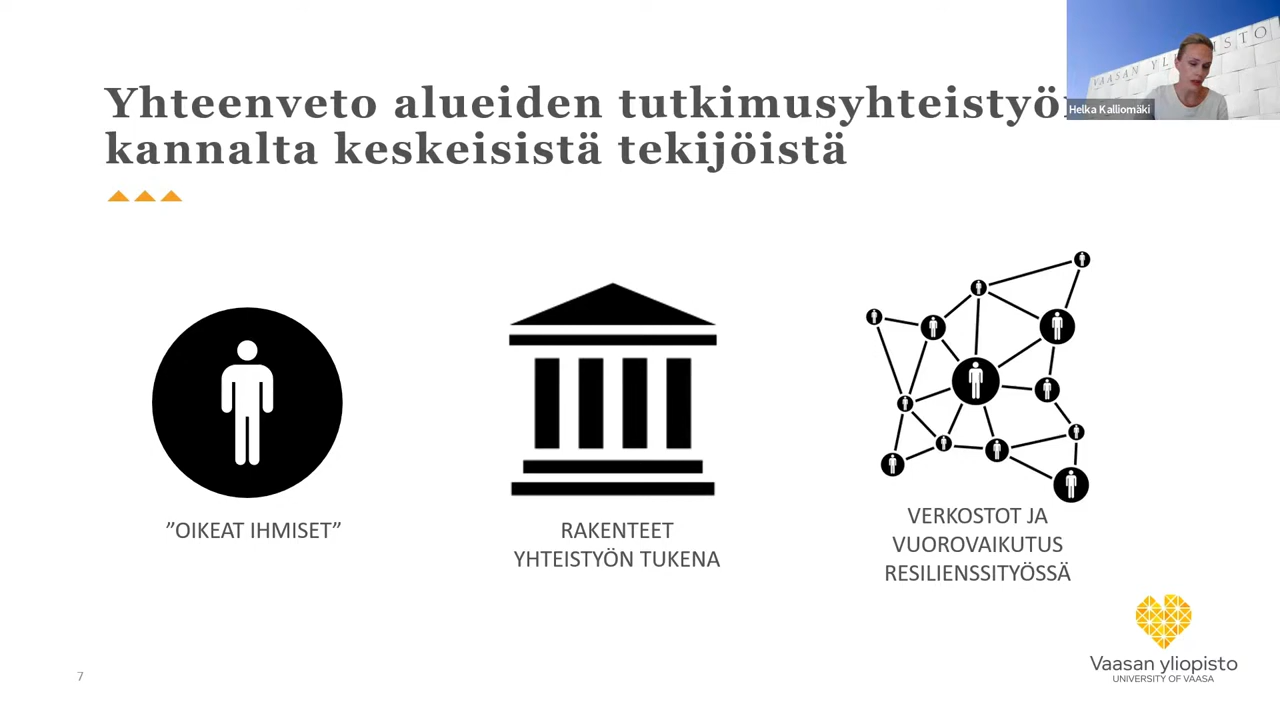 Yhteenveto alueiden tutkimusyhteistyö
kannalta keskeisistä tekijöistä
VAASAN YLIOPISTO
Helka Kalliomäki
”OIKEAT IHMISET”
RAKENTEET
YHTEISTYÖN TUKENA
VERKOSTOT JA
VUOROVAIKUTUS
RESILIENSSITYÖSSÄ
7
Vaasan yliopisto
UNIVERSITY OF VAASA